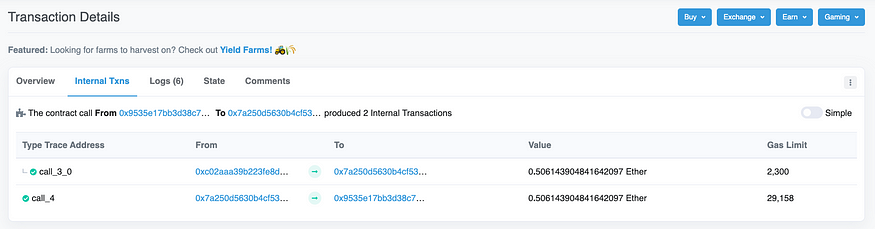 Transaction Details
Buy Exchange Earn Gaming
Featured: Looking for farms to harvest on? Check out Yield Farms!
Overview Internal Txns Logs (6) State Comments
The contract call From 0x9535e17bb3d38c7... To 0x7a250d5630b4cf53... produced 2 Internal Transactions Simple
Type Trace Address From To Value Gas Limit
call_3_0 0xc02aaa39b223fe8d... 0x7a250d5630b4cf53... 0.506143904841642097 Ether 2,300
call_4 0x7a250d5630b4cf53... 0x9535e17bb3d38c7... 0.506143904841642097 Ether 29,158